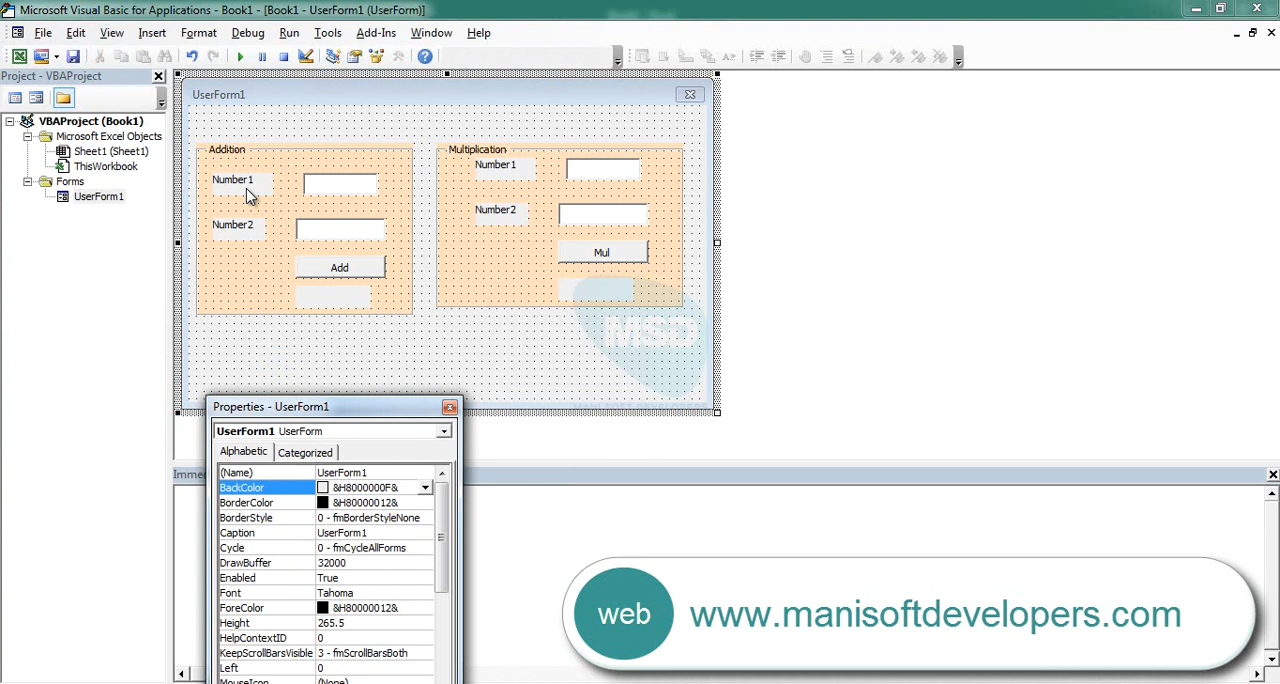 Microsoft Visual Basic for Applications - Book1 - [Book1 - UserForm1 (UserForm)]
File Edit View Insert Format Debug Run Tools Add-Ins Window Help
Project - VBAProject
VBAProject (Book1)
Microsoft Excel Objects
Sheet1 (Sheet1)
ThisWorkbook
Forms
UserForm1
UserForm1
Addition
Number1
Number2
Add
Multiplication
Number1
Number2
Mul
MSD
Properties - UserForm1
UserForm1 UserForm
Alphabetic Categorized
(Name) UserForm1
BackColor &H8000000F&
BorderColor &H80000012&
BorderStyle 0 - fmBorderStyleNone
Caption UserForm1
Cycle 0 - fmCycleAllForms
DrawBuffer 32000
Enabled True
Font Tahoma
ForeColor &H80000012&
Height 265.5
HelpContextID 0
KeepScrollBarsVisible 3 - fmScrollBarsBoth
Left 0
MouseIcon (None)
Immed
web www.manisoftdevelopers.com